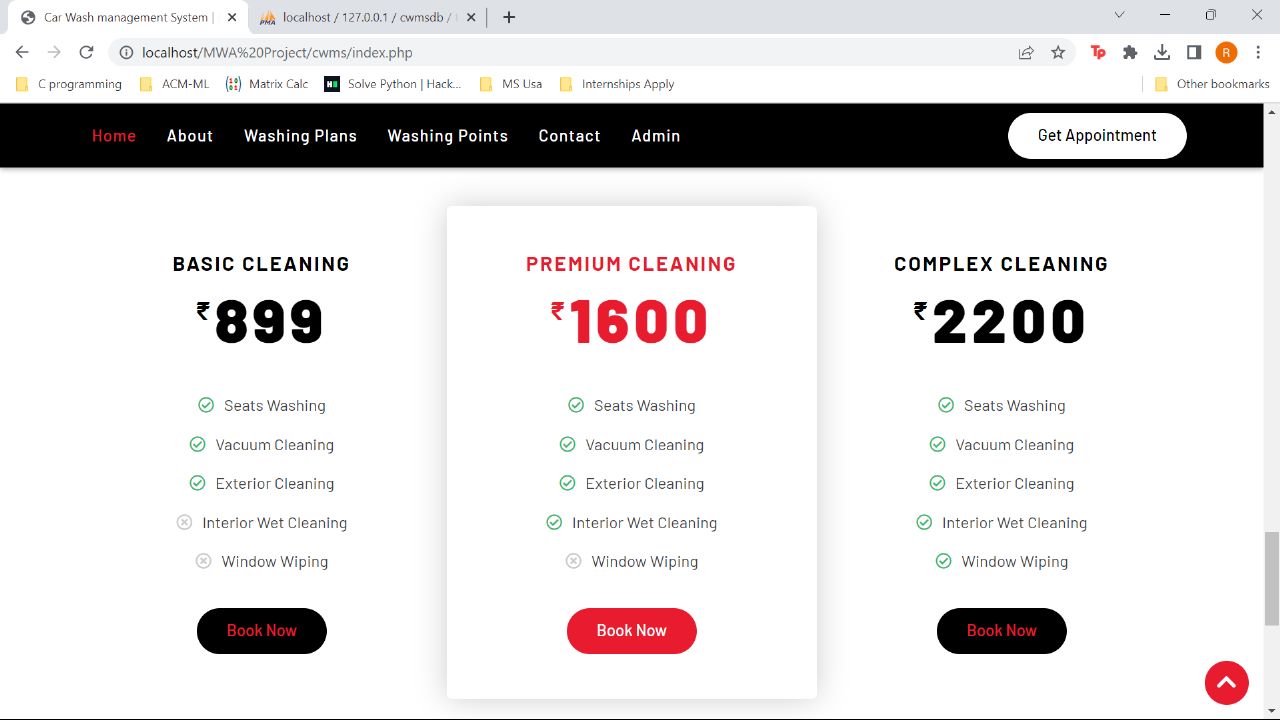 Car Wash management System |
localhost / 127.0.0.1 / cwmsdb /
localhost/MWA%20Project/cwms/index.php
Tp
R
C programming
ACM-ML
Matrix Calc
Solve Python | Hack...
MS Usa
Internships Apply
Other bookmarks
Home About Washing Plans Washing Points Contact Admin
Get Appointment
BASIC CLEANING
₹899
Seats Washing
Vacuum Cleaning
Exterior Cleaning
Interior Wet Cleaning
Window Wiping
Book Now
PREMIUM CLEANING
₹1600
Seats Washing
Vacuum Cleaning
Exterior Cleaning
Interior Wet Cleaning
Window Wiping
Book Now
COMPLEX CLEANING
₹2200
Seats Washing
Vacuum Cleaning
Exterior Cleaning
Interior Wet Cleaning
Window Wiping
Book Now